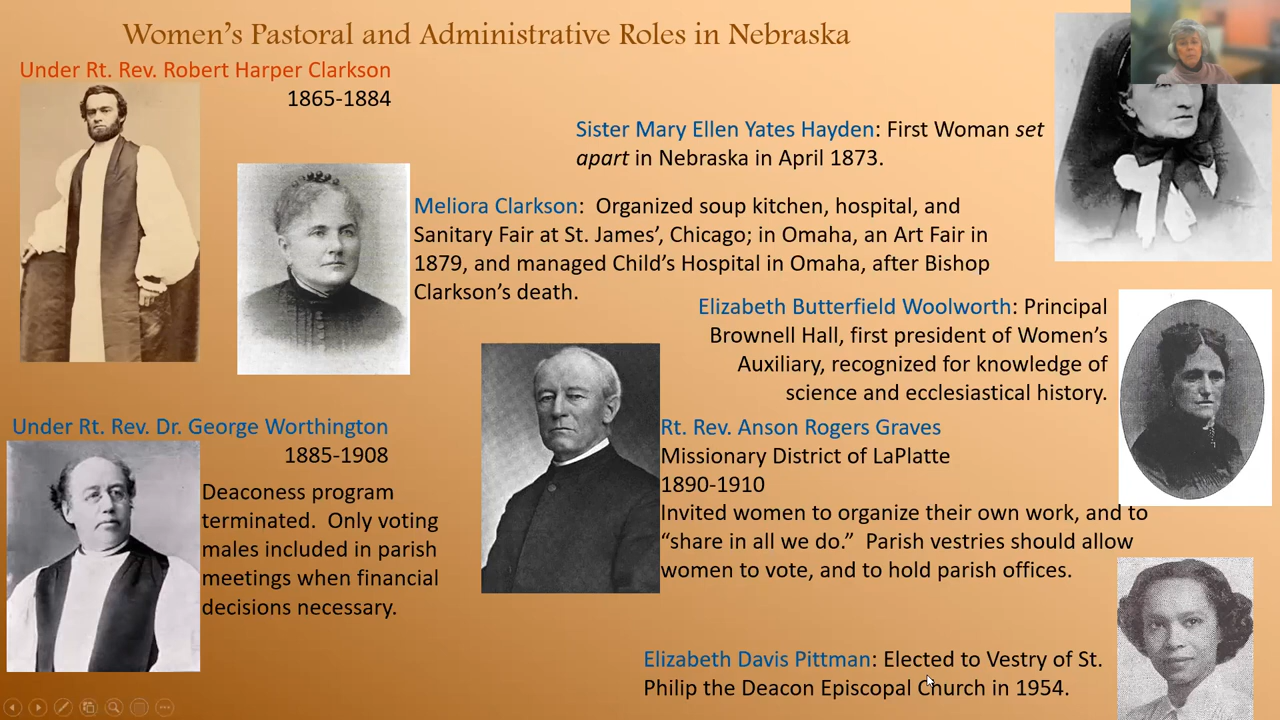 Women's Pastoral and Administrative Roles in Nebraska
Under Rt. Rev. Robert Harper Clarkson
1865-1884
Sister Mary Ellen Yates Hayden: First Woman set
apart in Nebraska in April 1873.
Meliora Clarkson:  Organized soup kitchen, hospital, and
Sanitary Fair at St. James', Chicago; in Omaha, an Art Fair in
1879, and managed Child's Hospital in Omaha, after Bishop
Clarkson's death.
Elizabeth Butterfield Woolworth: Principal
Brownell Hall, first president of Women's
Auxiliary, recognized for knowledge of
science and ecclesiastical history.
Under Rt. Rev. Dr. George Worthington
1885-1908
Deaconess program
terminated.  Only voting
males included in parish
meetings when financial
decisions necessary.
Rt. Rev. Anson Rogers Graves
Missionary District of LaPlatte
1890-1910
Invited women to organize their own work, and to
“share in all we do.”  Parish vestries should allow
women to vote, and to hold parish offices.
Elizabeth Davis Pittman: Elected to Vestry of St.
Philip the Deacon Episcopal Church in 1954.